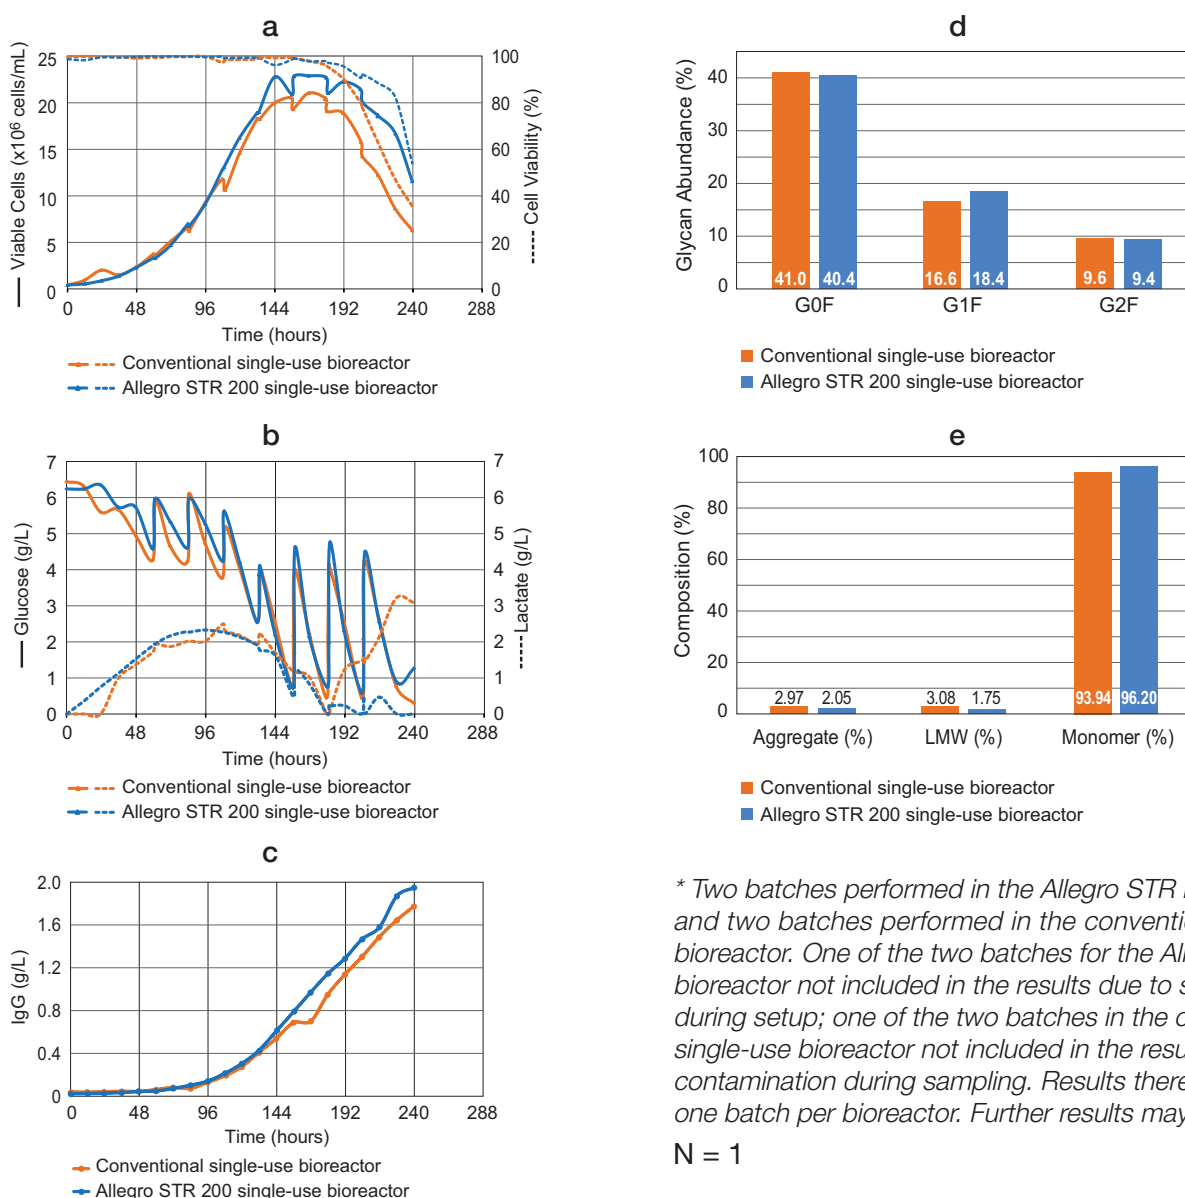 a
Viable Cells (x10⁶ cells/mL)
25
20
15
10
5
0
100
80
60
40
20
0
Cell Viability (%)
0 48 96 144 192 240 288
Time (hours)
Conventional single-use bioreactor
Allegro STR 200 single-use bioreactor
b
Glucose (g/L)
7
6
5
4
3
2
1
0
7
6
5
4
3
2
1
0
Lactate (g/L)
0 48 96 144 192 240 288
Time (hours)
Conventional single-use bioreactor
Allegro STR 200 single-use bioreactor
c
IgG (g/L)
2.0
1.6
1.2
0.8
0.4
0
0 48 96 144 192 240 288
Time (hours)
Conventional single-use bioreactor
Allegro STR 200 single-use bioreactor
d
Glycan Abundance (%)
40
30
20
10
0
41.0 40.4 16.6 18.4 9.6 9.4
G0F G1F G2F
Conventional single-use bioreactor
Allegro STR 200 single-use bioreactor
e
Composition (%)
100
80
60
40
20
0
2.97 2.05 3.08 1.75 93.94 96.20
Aggregate (%) LMW (%) Monomer (%)
Conventional single-use bioreactor
Allegro STR 200 single-use bioreactor
* Two batches performed in the Allegro STR
and two batches performed in the
bioreactor. One of the two batches for the
bioreactor not included in the results due to
during setup; one of the two batches in the
single-use bioreactor not included in the
contamination during sampling. Results
one batch per bioreactor. Further results may
N = 1